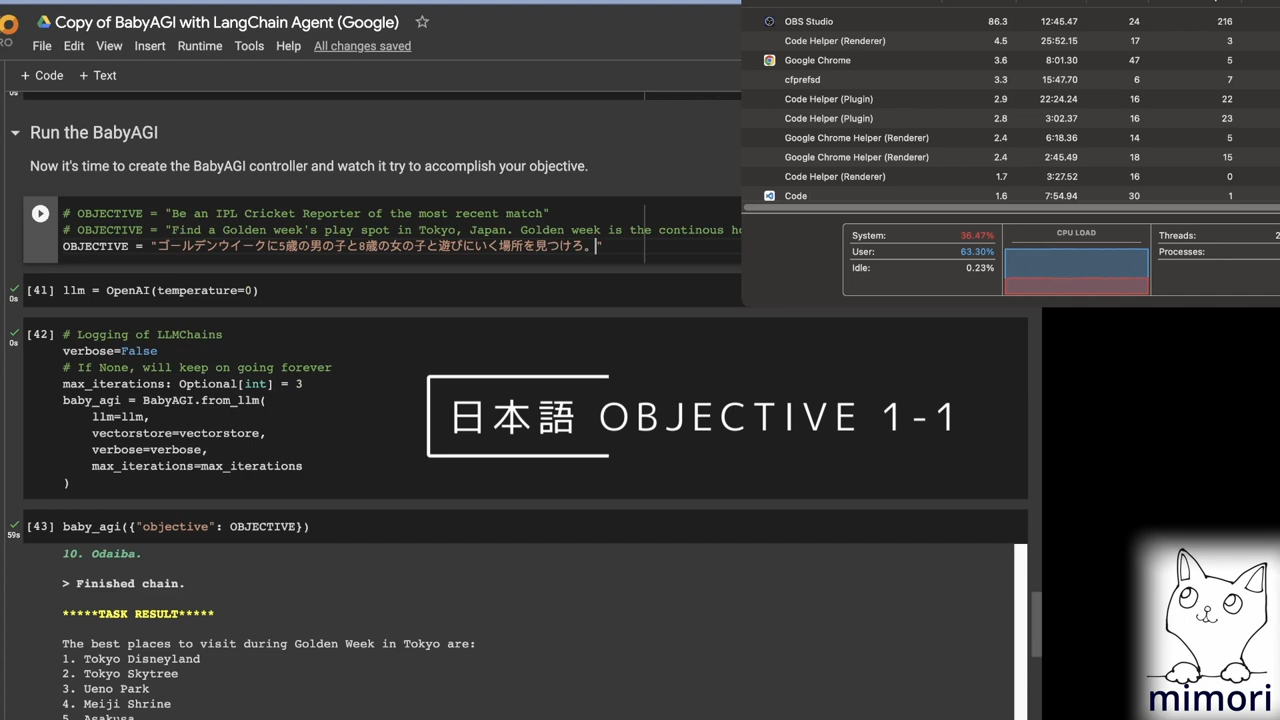 Copy of BabyAGI with LangChain Agent (Google)
File Edit View Insert Runtime Tools Help All changes saved
+ Code + Text
0s
Run the BabyAGI
Now it's time to create the BabyAGI controller and watch it try to accomplish your objective.
# OBJECTIVE = "Be an IPL Cricket Reporter of the most recent match"
# OBJECTIVE = "Find a Golden week's play spot in Tokyo, Japan. Golden week is the continous
OBJECTIVE = "ゴールデンウイークに5歳の男の子と8歳の女の子と遊びにいく場所を見つけろ。"
[41] llm = OpenAI(temperature=0)
0s
[42] # Logging of LLMChains
0s
verbose=False
# If None, will keep on going forever
max_iterations: Optional[int] = 3
baby_agi = BabyAGI.from_llm(
llm=llm,
vectorstore=vectorstore,
verbose=verbose,
max_iterations=max_iterations
)
[43] baby_agi({"objective": OBJECTIVE})
59s
10. Odaiba.
> Finished chain.
*****TASK RESULT*****
The best places to visit during Golden Week in Tokyo are:
1. Tokyo Disneyland
2. Tokyo Skytree
3. Ueno Park
4. Meiji Shrine
5. Asakusa
OBS Studio 86.3 12:45.47 24 216
Code Helper (Renderer) 4.5 25:52.15 17 3
Google Chrome 3.6 8:01.30 47 5
cfprefsd 3.3 15:47.70 6 7
Code Helper (Plugin) 2.9 22:24.24 16 22
Code Helper (Plugin) 2.8 3:02.37 16 23
Google Chrome Helper (Renderer) 2.4 6:18.36 14 5
Google Chrome Helper (Renderer) 2.4 2:45.49 18 15
Code Helper (Renderer) 1.7 3:27.52 16 0
Code 1.6 7:54.94 30 1
System: 36.47%
User: 63.30%
Idle: 0.23%
CPU LOAD
Threads:
Processes:
日本語 OBJECTIVE 1-1
mimori